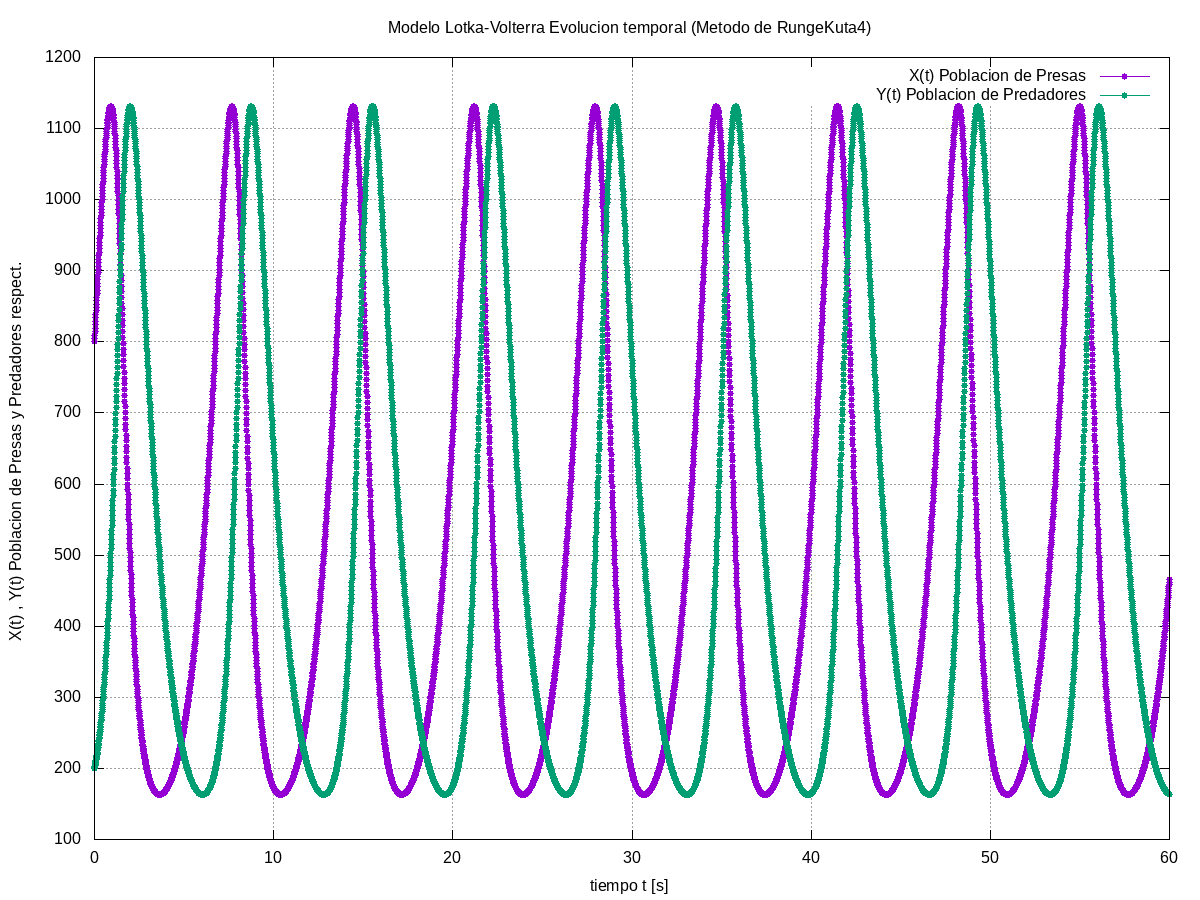 Modelo Lotka-Volterra Evolucion temporal (Metodo de RungeKuta4)
X(t) Poblacion de Presas
Y(t) Poblacion de Predadores
X(t) , Y(t) Poblacion de Presas y Predadores respect.
1200
1100
1000
900
800
700
600
500
400
300
200
100
0 10 20 30 40 50 60
tiempo t [s]